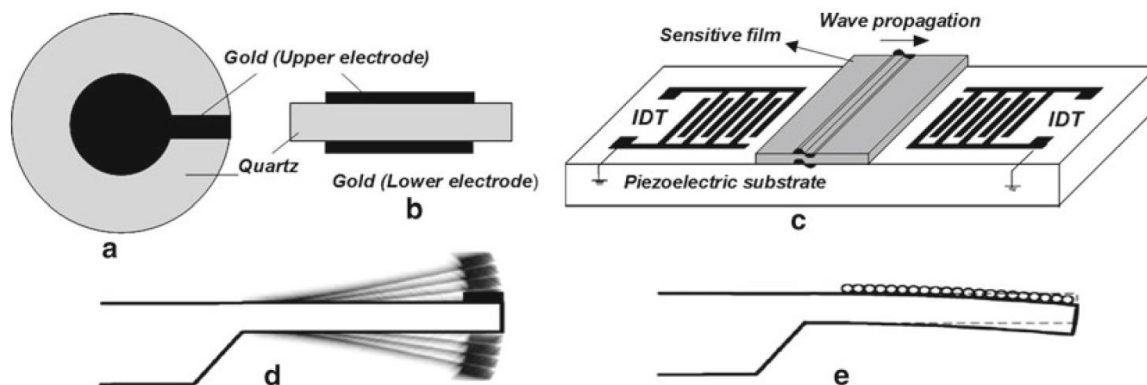 Gold (Upper electrode)
Quartz
Gold (Lower electrode)
a
b
Wave propagation
Sensitive film
IDT
IDT
Piezoelectric substrate
c
d
e